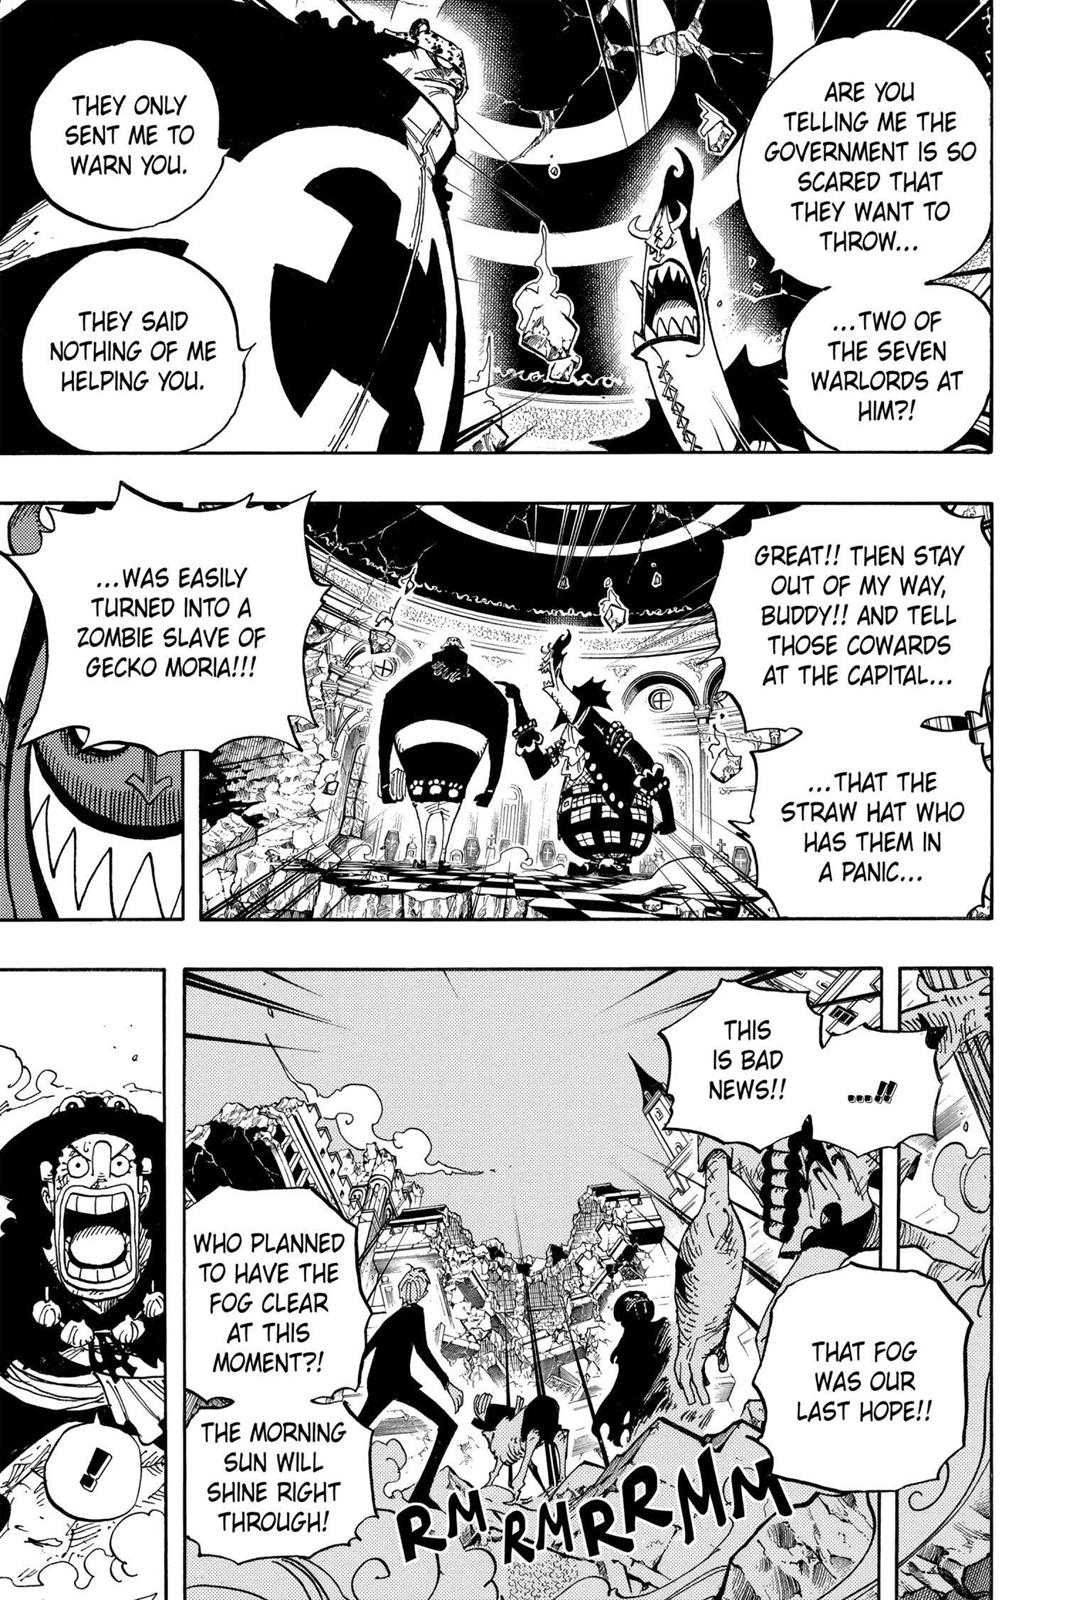 ARE YOU
TELLING ME THE
GOVERNMENT IS SO
SCARED THAT
THEY WANT TO
THROW...
...TWO OF
THE SEVEN
WARLORDS AT
HIM?!
THEY ONLY
SENT ME TO
WARN YOU.
THEY SAID
NOTHING OF ME
HELPING YOU.
GREAT!! THEN STAY
OUT OF MY WAY,
BUDDY!! AND TELL
THOSE COWARDS
AT THE CAPITAL...
...THAT THE
STRAW HAT WHO
HAS THEM IN
A PANIC...
...WAS EASILY
TURNED INTO A
ZOMBIE SLAVE OF
GECKO MORIA!!!
...!!
THIS
IS BAD
NEWS!!
THAT FOG
WAS OUR
LAST HOPE!!
WHO PLANNED
TO HAVE THE
FOG CLEAR
AT THIS
MOMENT?!
THE MORNING
SUN WILL
SHINE RIGHT
THROUGH!
RMRMRRMM
!